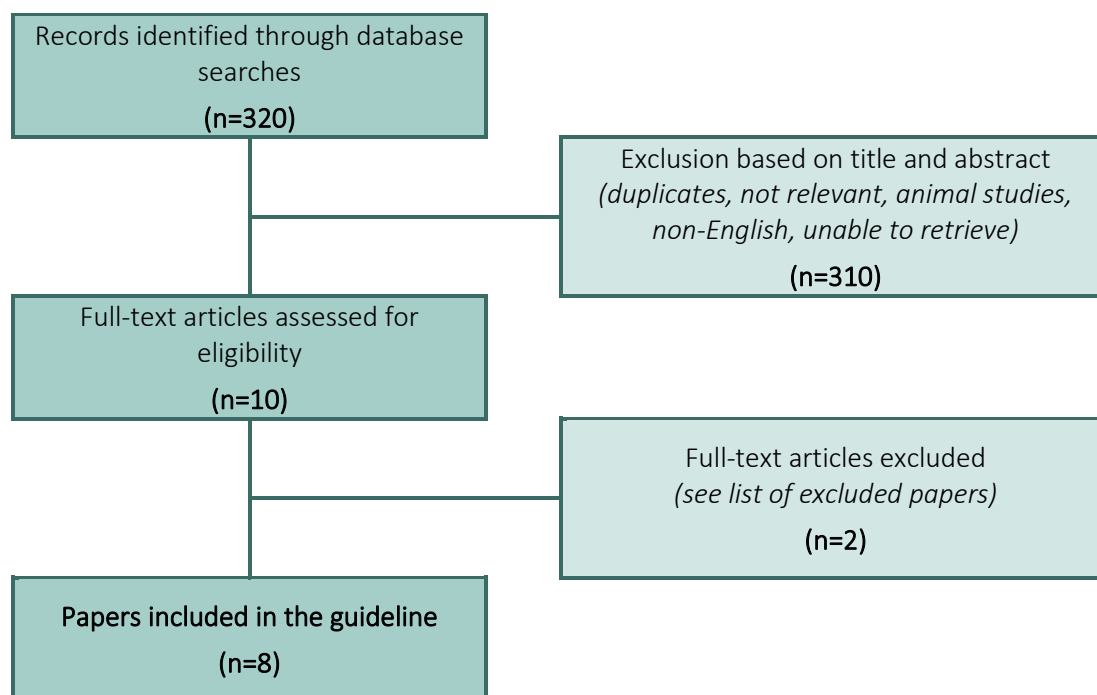 Records identified through database
searches
(n=320)
Exclusion based on title and abstract
(duplicates, not relevant, animal studies,
non-English, unable to retrieve)
(n=310)
Full-text articles assessed for
eligibility
(n=10)
Full-text articles excluded
(see list of excluded papers)
(n=2)
Papers included in the guideline
(n=8)